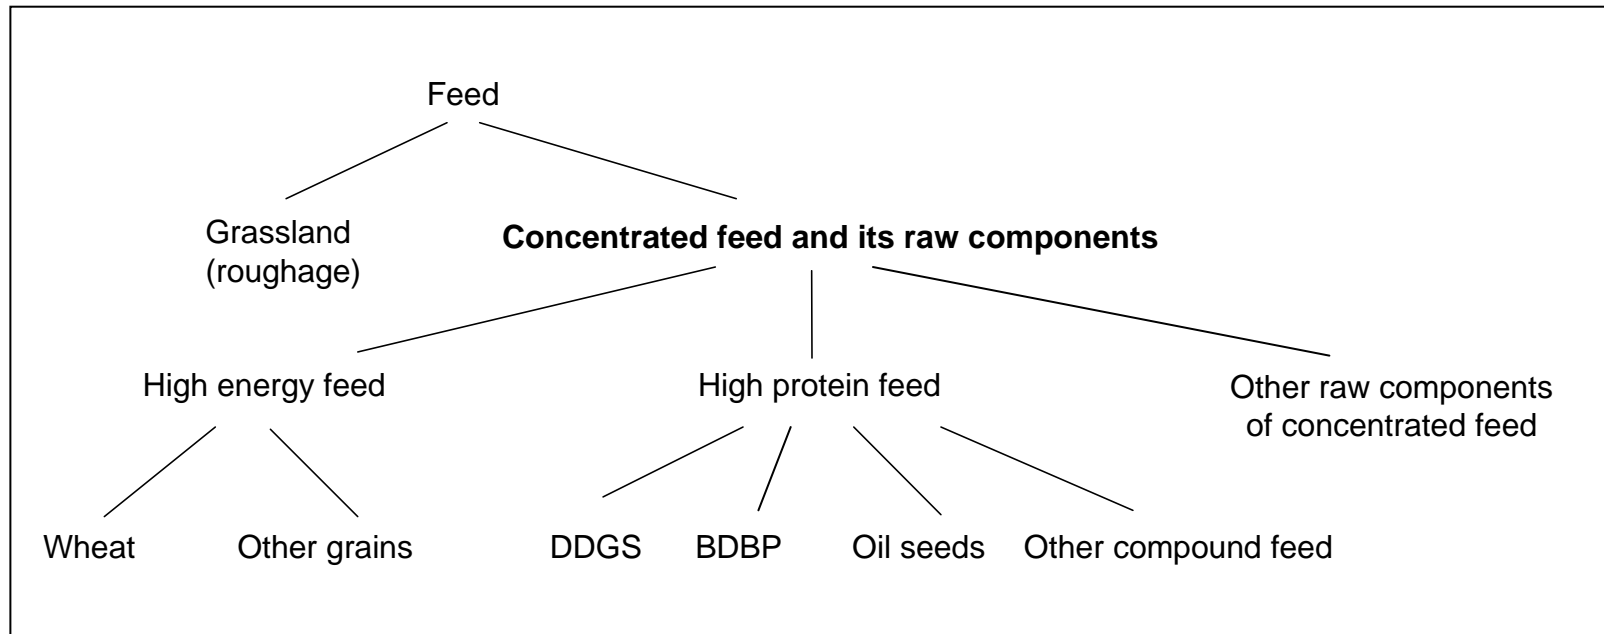 Feed
Grassland
(roughage)
Concentrated feed and its raw components
High energy feed
High protein feed
Other raw components
of concentrated feed
Wheat
Other grains
DDGS
BDBP
Oil seeds
Other compound feed